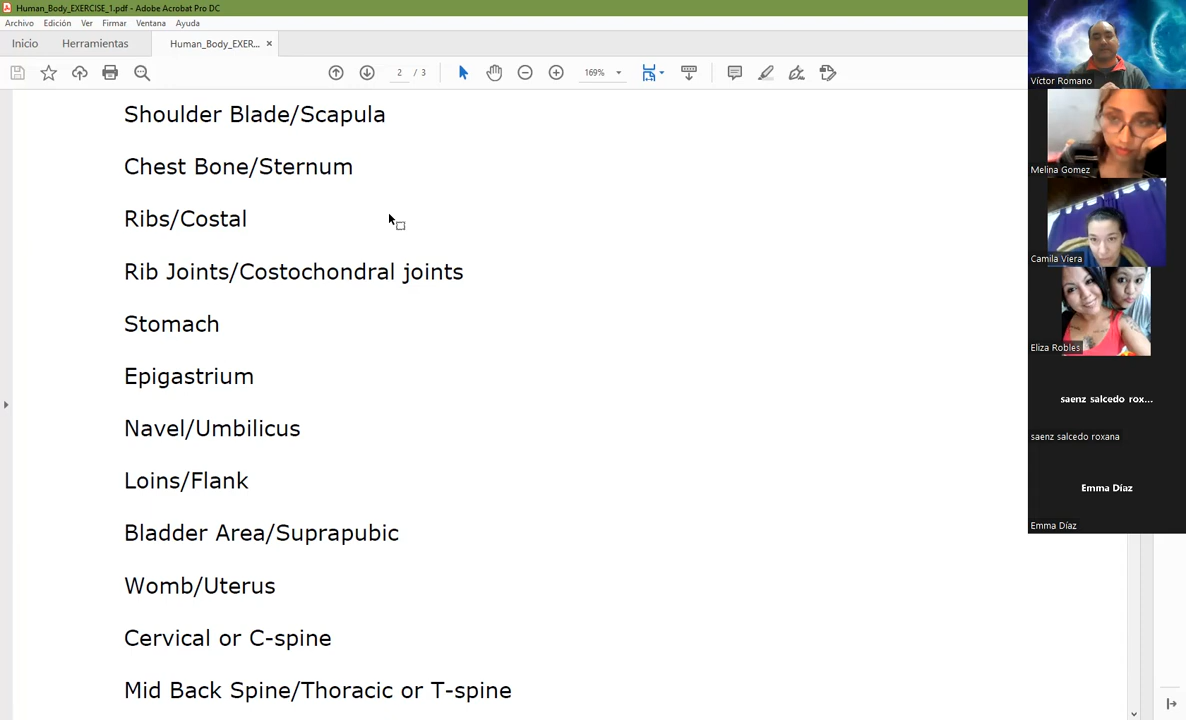 Human_Body_EXERCISE_1.pdf - Adobe Acrobat Pro DC
Archivo Edición Ver Firmar Ventana Ayuda
Inicio Herramientas Human_Body_EXER... ×
2 / 3 169%
Shoulder Blade/Scapula
Chest Bone/Sternum
Ribs/Costal
Rib Joints/Costochondral joints
Stomach
Epigastrium
Navel/Umbilicus
Loins/Flank
Bladder Area/Suprapubic
Womb/Uterus
Cervical or C-spine
Mid Back Spine/Thoracic or T-spine
Víctor Romano
Melina Gomez
Camila Viera
Eliza Robles
saenz salcedo rox...
saenz salcedo roxana
Emma Díaz
Emma Díaz